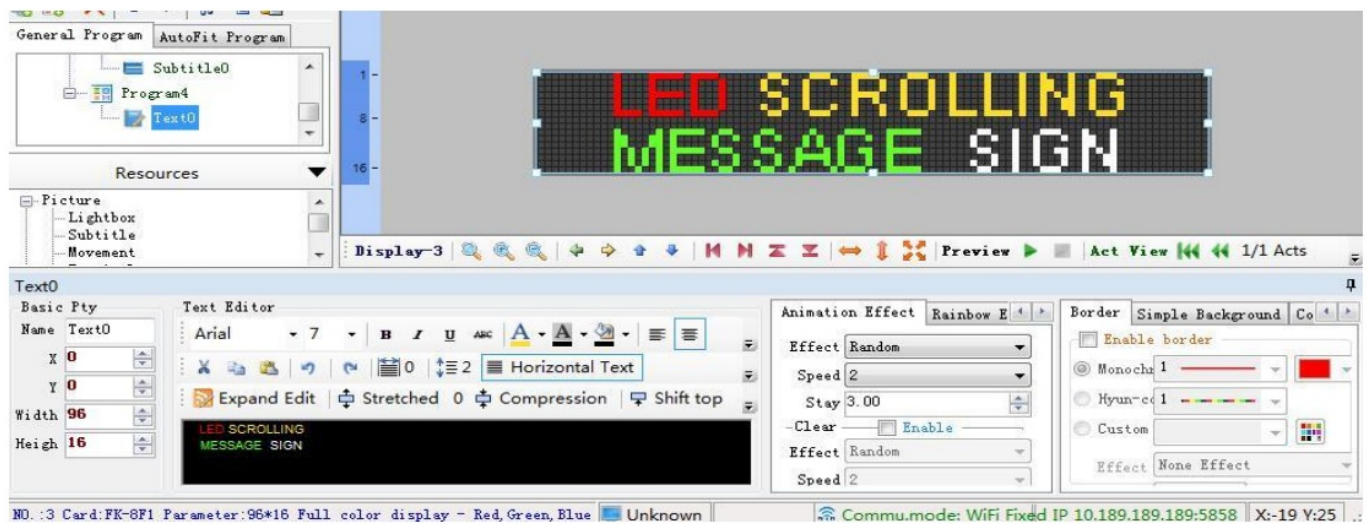 General Program AutoFit Program
Subtitle0
Program4
Text0
Resources
Picture
Lightbox
Subtitle
Movement
1
8
16
LED SCROLLING
MESSAGE SIGN
Display-3 Preview Act View 1/1 Acts
Text0
Basic Pty
Name Text0
X 0
Y 0
Width 96
Heigh 16
Text Editor
Arial 7 B I U ABC A A
0 2 Horizontal Text
Expand Edit Stretched 0 Compression Shift top
LED SCROLLING
MESSAGE SIGN
Animation Effect Rainbow E
Effect Random
Speed 2
Stay 3.00
Clear Enable
Effect Random
Speed 2
Border Simple Background Co
Enable border
Monochr 1
Hyun-co 1
Custom
Effect None Effect
NO. :3 Card:FK-8F1 Parameter:96*16 Full color display - Red,Green,Blue Unknown Commu.mode: WiFi Fixed IP 10.189.189.189:5858 X:-19 Y:25